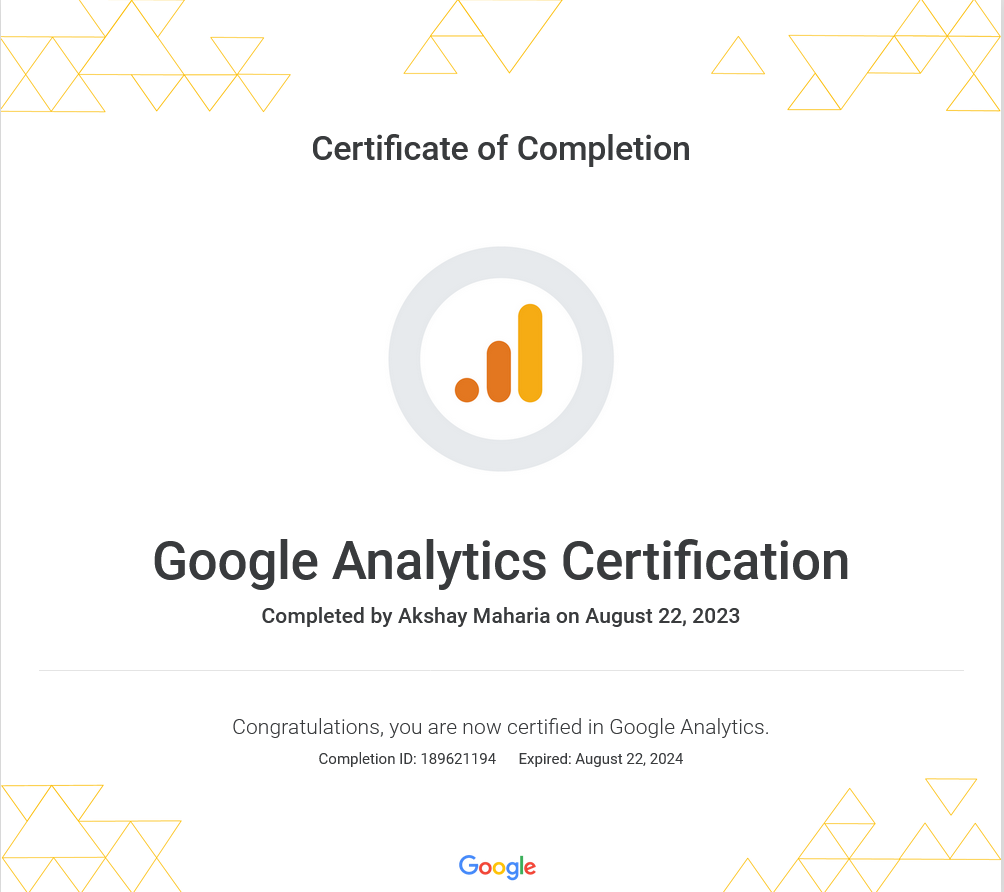 Certificate of Completion
Google Analytics Certification
Completed by Akshay Maharia on August 22, 2023
Congratulations, you are now certified in Google Analytics.
Completion ID: 189621194 Expired: August 22, 2024
Google